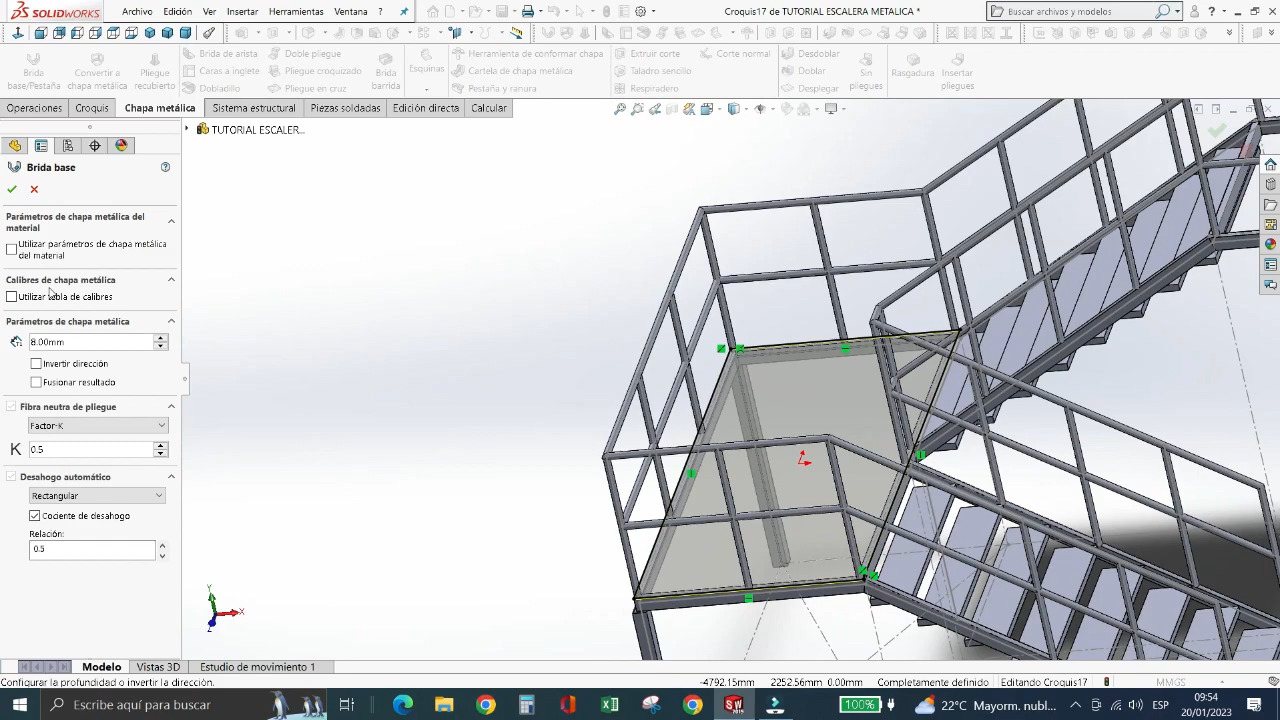 SOLIDWORKS Archivo Edición Ver Insertar Herramientas Ventana ? Croquis17 de TUTORIAL ESCALERA METALICA * Buscar archivos y modelos ?
Brida base/Pestaña
Convertir a chapa metálica
Pliegue recubierto
Brida de arista
Caras a inglete
Dobladillo
Doble pliegue
Pliegue croquizado
Pliegue en cruz
Brida barrida
Esquinas
Herramienta de conformar chapa
Cartela de chapa metálica
Pestaña y ranura
Extruir corte
Taladro sencillo
Respiradero
Corte normal
Desdoblar
Doblar
Desplegar
Sin pliegues
Rasgadura
Insertar pliegues
Operaciones Croquis Chapa metálica Sistema estructural Piezas soldadas Edición directa Calcular
TUTORIAL ESCALER...
Brida base
Parámetros de chapa metálica del
material
Utilizar parámetros de chapa metálica
del material
Calibres de chapa metálica
Utilizar tabla de calibres
Parámetros de chapa metálica
8.00mm
Invertir dirección
Fusionar resultado
Fibra neutra de pliegue
Factor-K
K 0.5
Desahogo automático
Rectangular
Cociente de desahogo
Relación:
0.5
Y
X
Z
Modelo Vistas 3D Estudio de movimiento 1
Configurar la profundidad o invertir la dirección. -4792.15mm 2252.56mm 0.00mm Completamente definido Editando Croquis17 MMGS
Escribe aquí para buscar
SW
2019
100%
22°C Mayorm. nubl...
ESP
09:54
20/01/2023